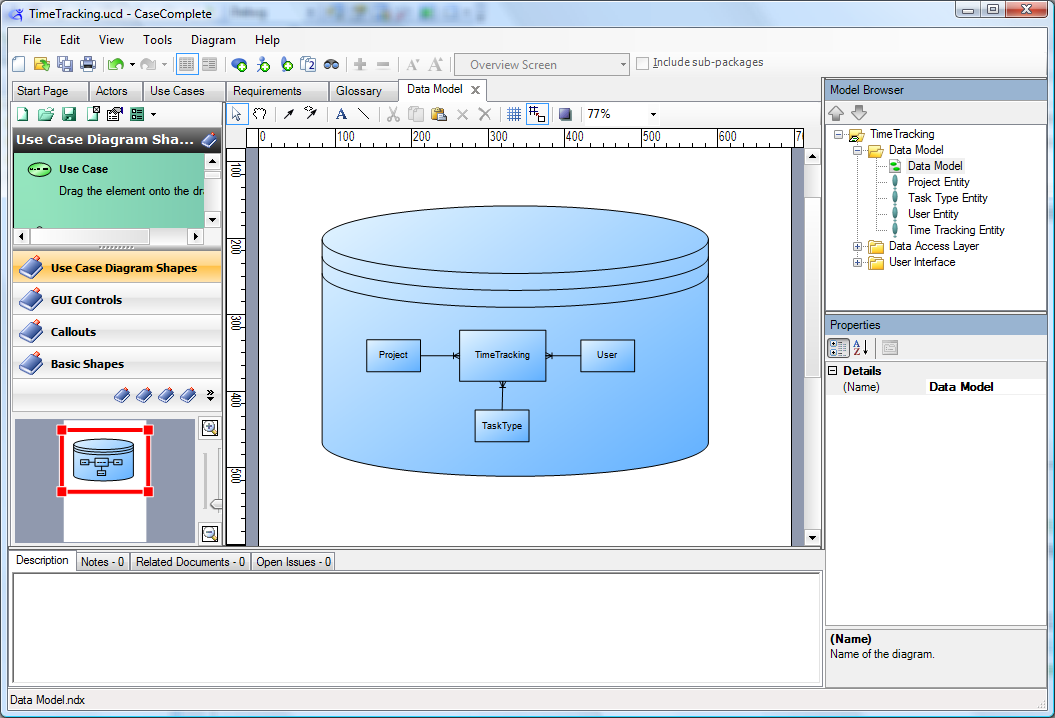 TimeTracking.ucd - CaseComplete
File Edit View Tools Diagram Help
Overview Screen
Include sub-packages
Start Page Actors Use Cases Requirements Glossary Data Model
77%
Use Case Diagram Sha...
Use Case
Drag the element onto the dra
Use Case Diagram Shapes
GUI Controls
Callouts
Basic Shapes
0 100 200 300 400 500 600
100
200
300
400
500
Project
TimeTracking
User
TaskType
Model Browser
TimeTracking
Data Model
Data Model
Project Entity
Task Type Entity
User Entity
Time Tracking Entity
Data Access Layer
User Interface
Properties
Details
(Name) Data Model
(Name)
Name of the diagram.
Description Notes - 0 Related Documents - 0 Open Issues - 0
Data Model.ndx